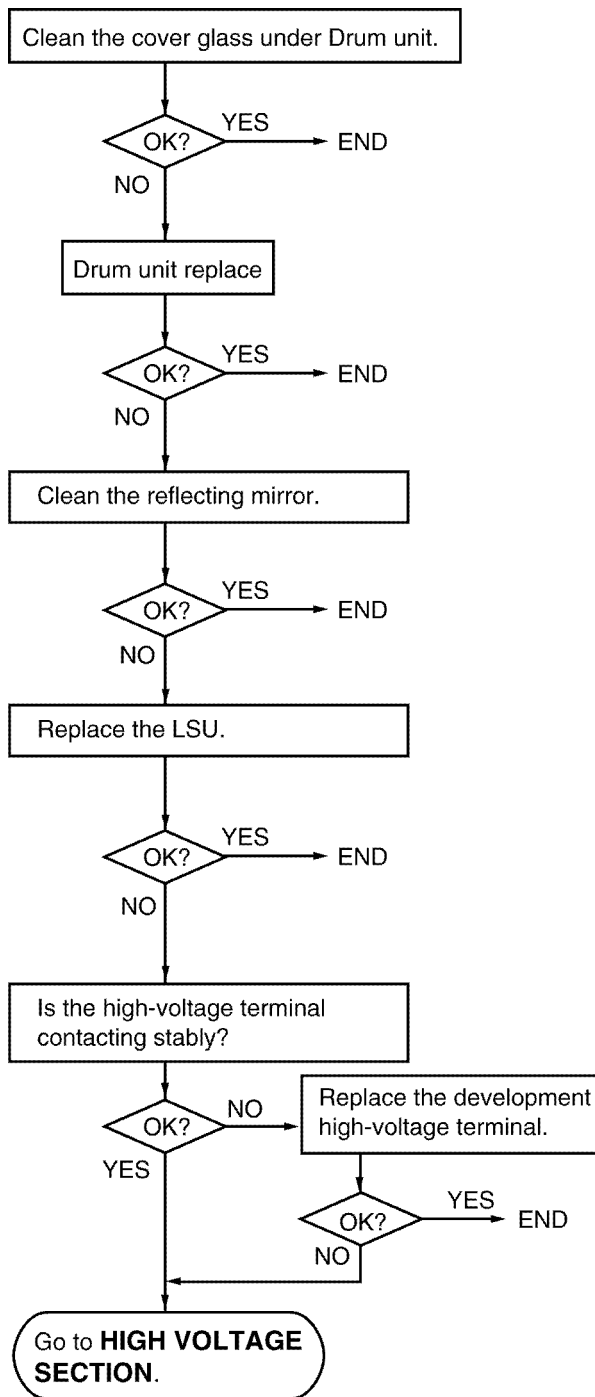 Clean the cover glass under Drum unit.
YES
OK?
END
NO
Drum unit replace
YES
OK?
END
NO
Clean the reflecting mirror.
YES
OK?
END
NO
Replace the LSU.
YES
OK?
END
NO
Is the high-voltage terminal
contacting stably?
OK?
NO
YES
Replace the development
high-voltage terminal.
YES
OK?
END
NO
Go to HIGH VOLTAGE
SECTION.